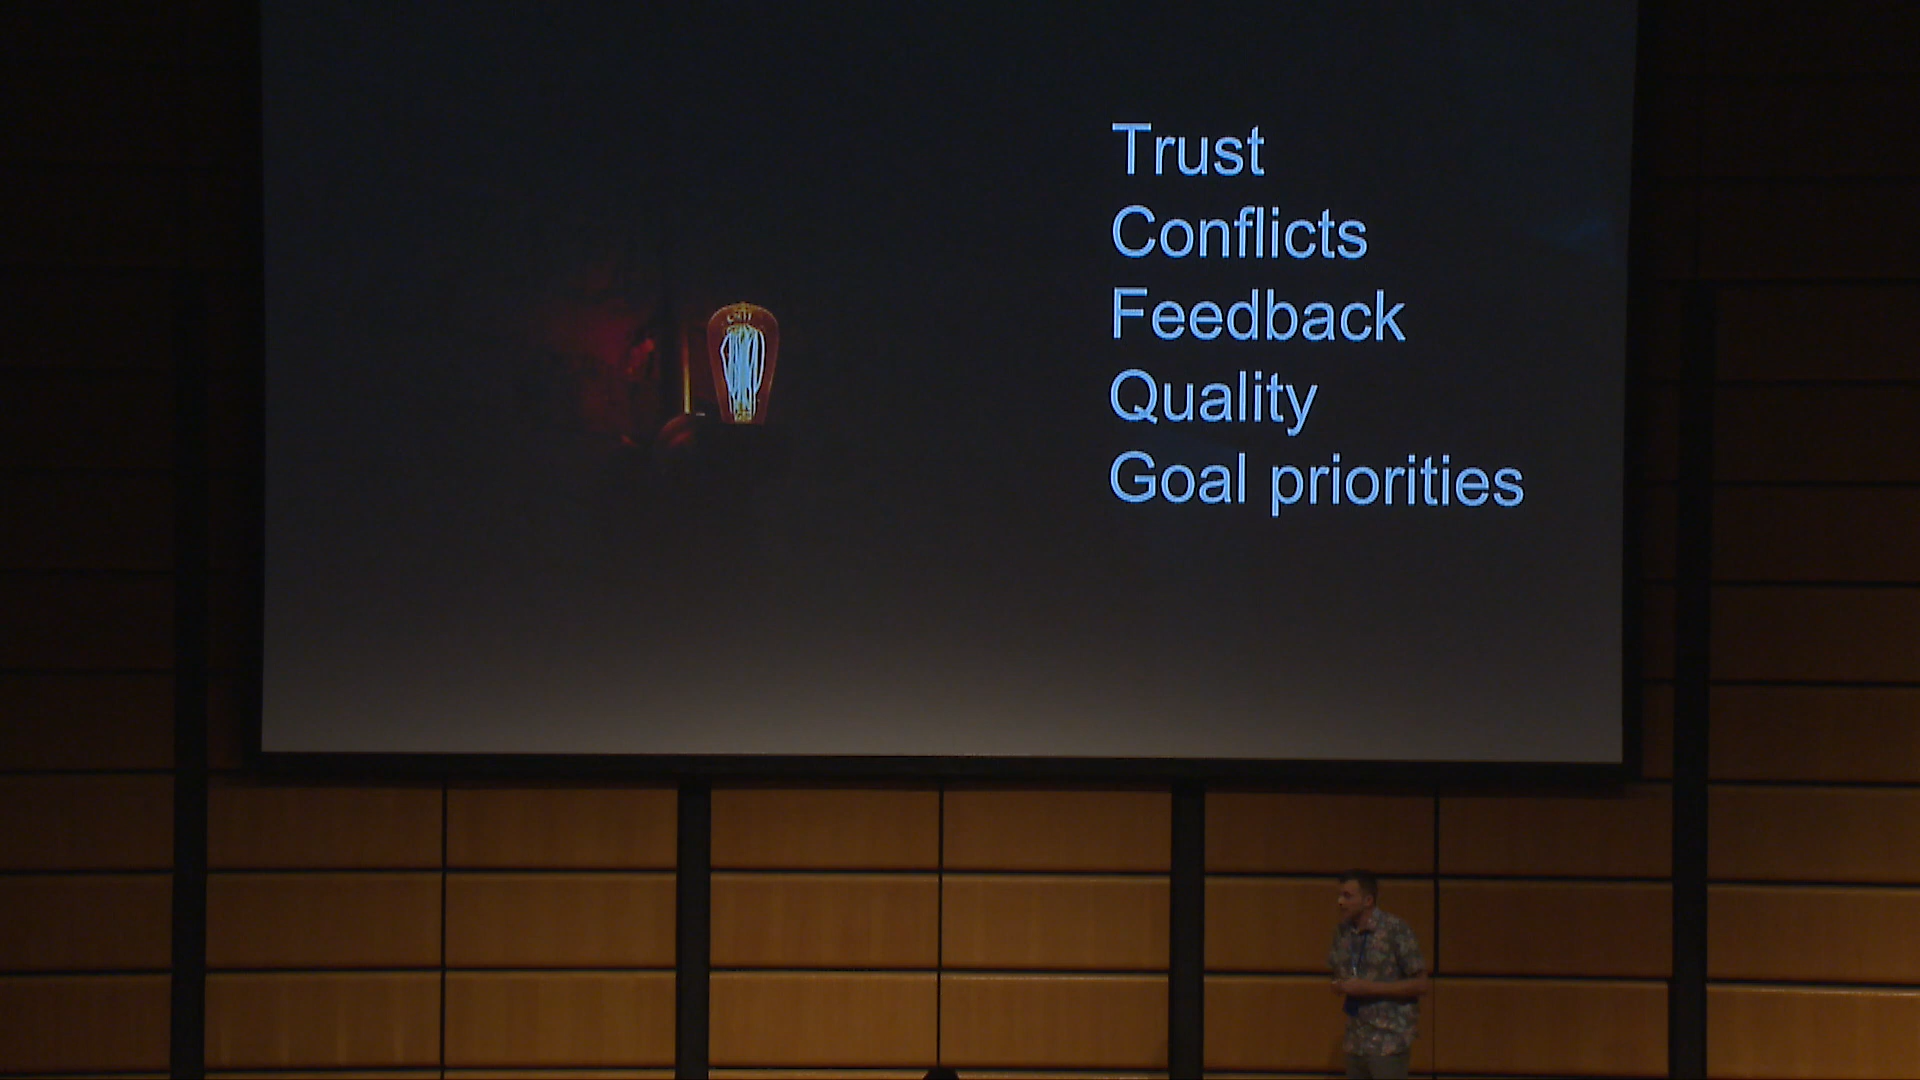 Trust
Conflicts
Feedback
Quality
Goal priorities